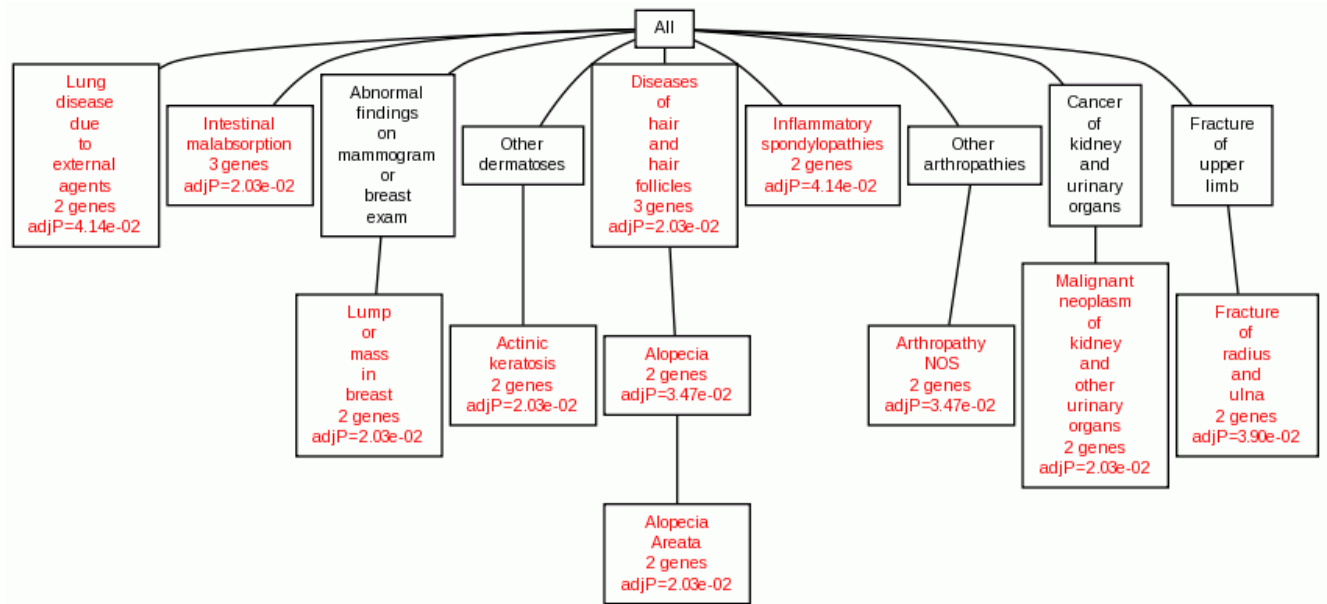 All
Lung
disease
due
to
external
agents
2 genes
adjP=4.14e-02
Intestinal
malabsorption
3 genes
adjP=2.03e-02
Abnormal
findings
on
mammogram
or
breast
exam
Other
dermatoses
Diseases
of
hair
and
hair
follicles
3 genes
adjP=2.03e-02
Inflammatory
spondylopathies
2 genes
adjP=4.14e-02
Other
arthropathies
Cancer
of
kidney
and
urinary
organs
Fracture
of
upper
limb
Lump
or
mass
in
breast
2 genes
adjP=2.03e-02
Actinic
keratosis
2 genes
adjP=2.03e-02
Alopecia
2 genes
adjP=3.47e-02
Arthropathy
NOS
2 genes
adjP=3.47e-02
Malignant
neoplasm
of
kidney
and
other
urinary
organs
2 genes
adjP=2.03e-02
Fracture
of
radius
and
ulna
2 genes
adjP=3.90e-02
Alopecia
Areata
2 genes
adjP=2.03e-02